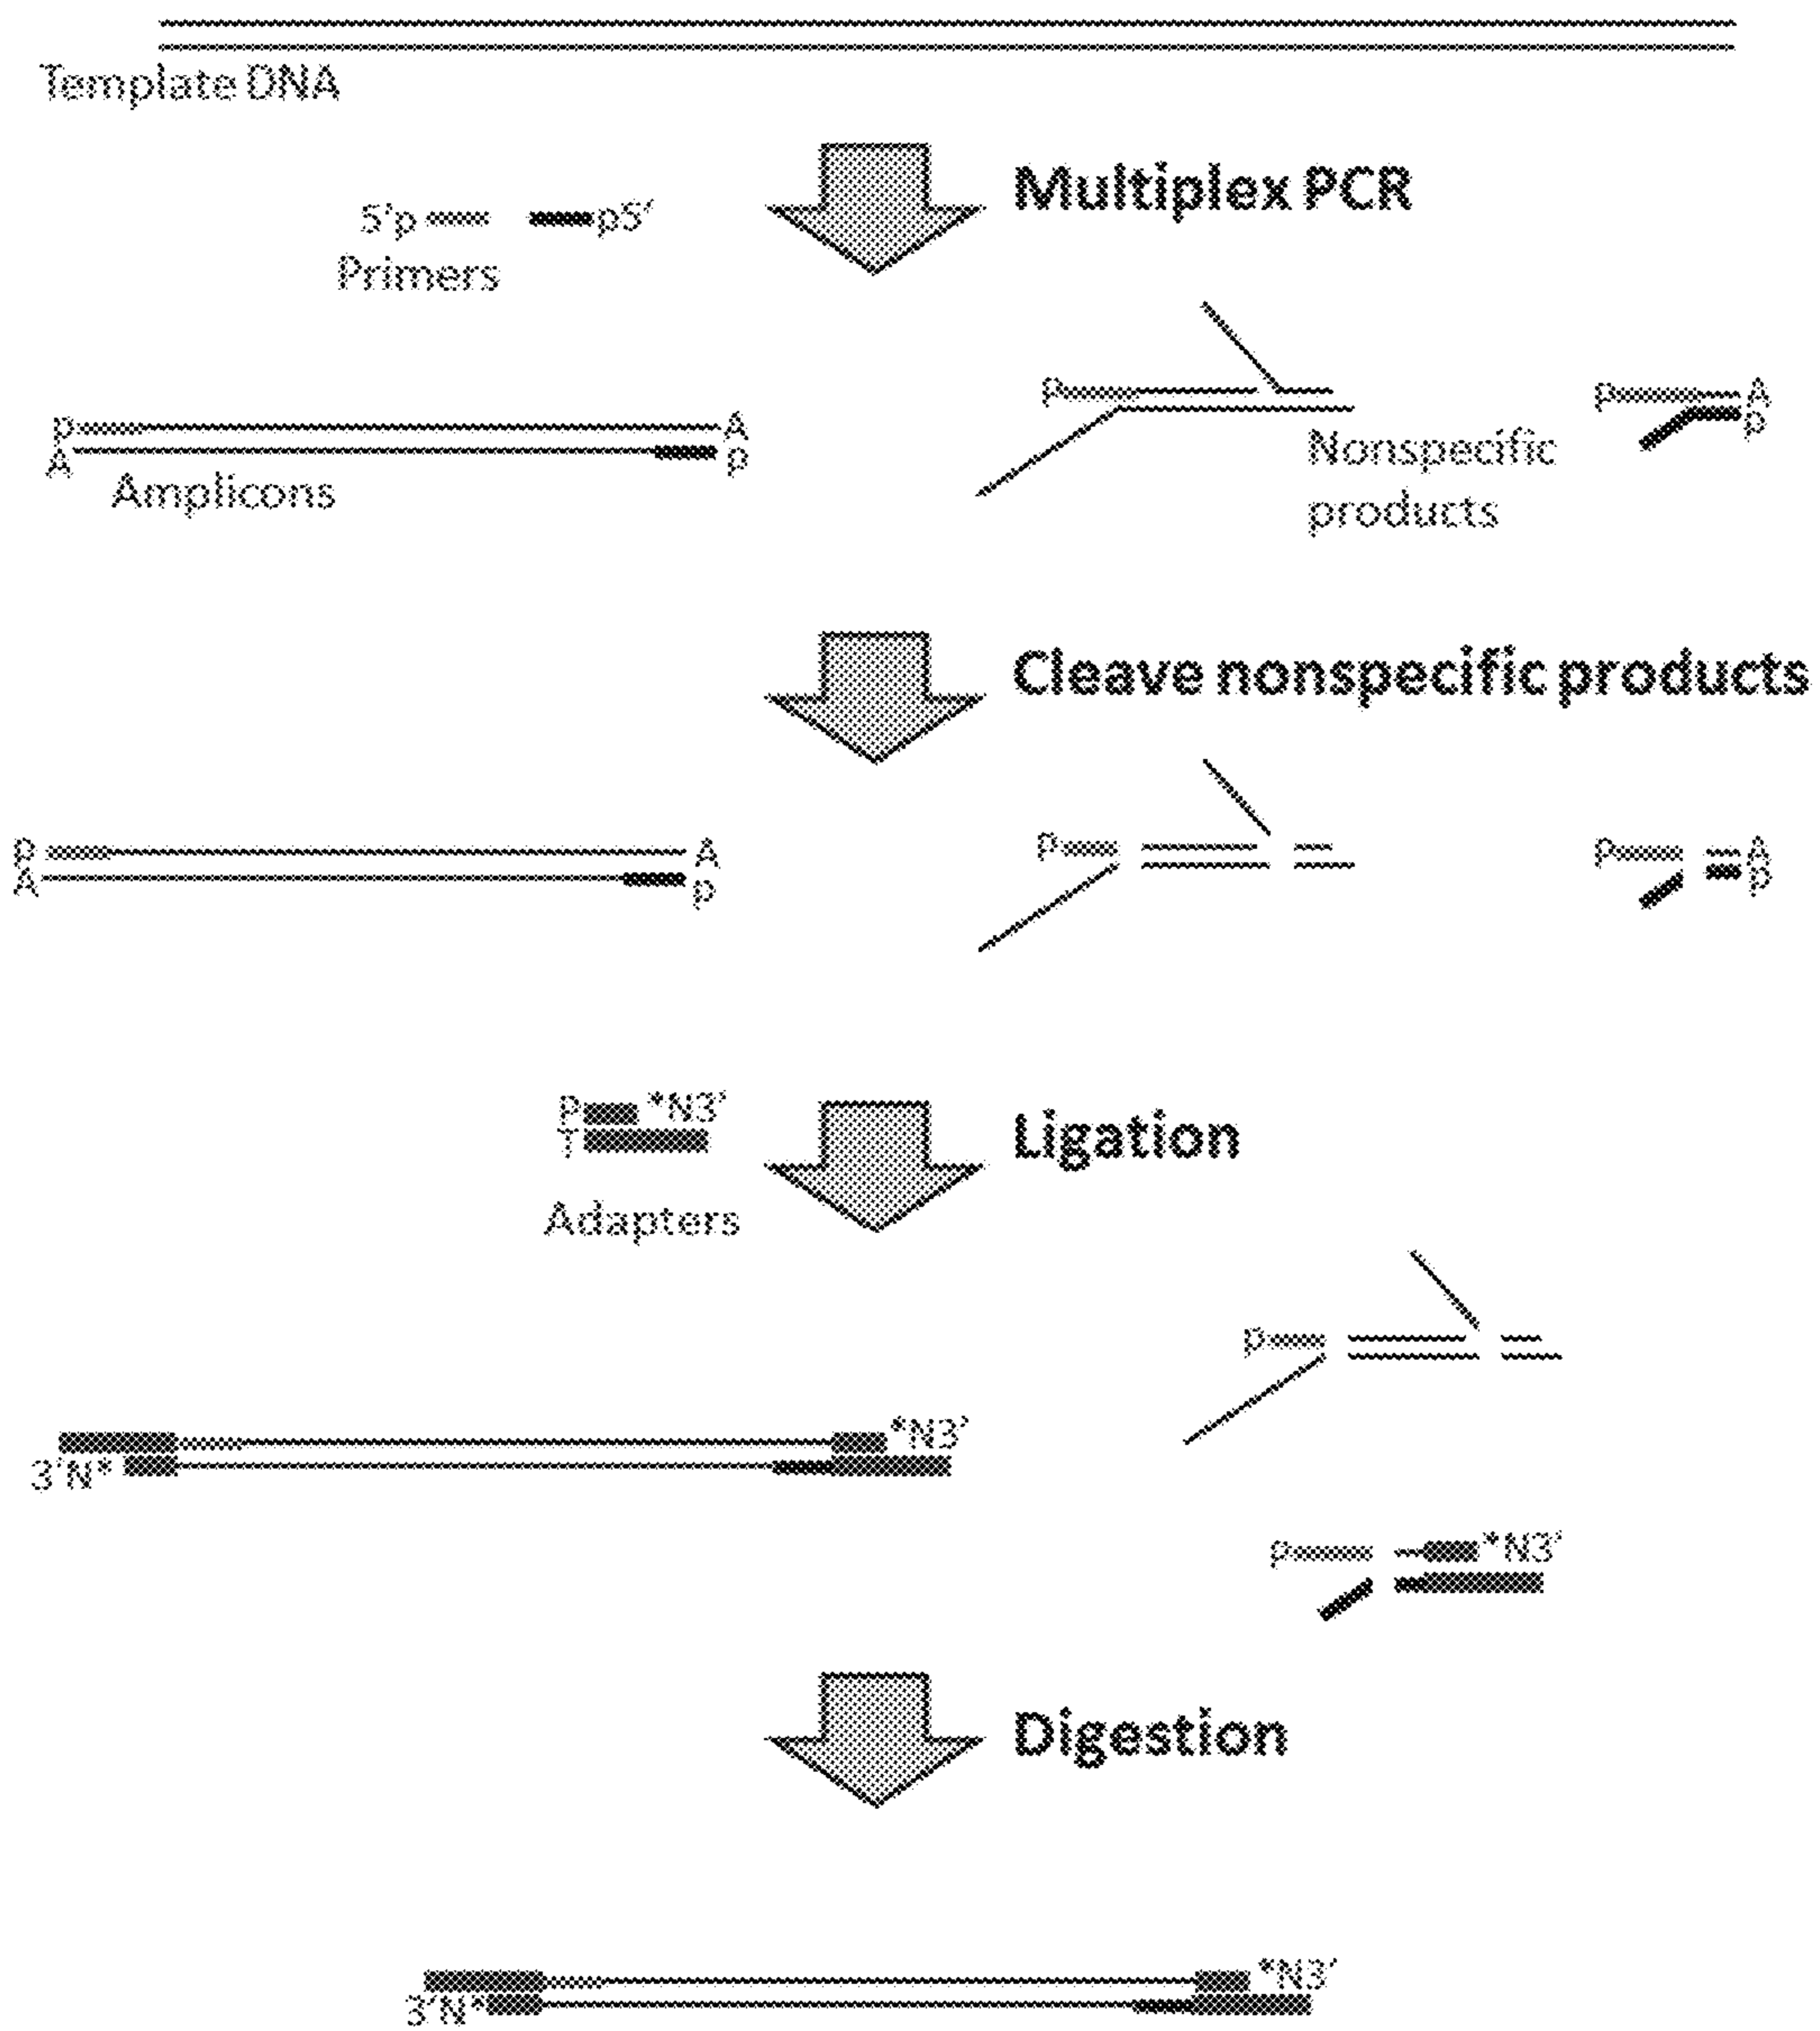 Template DNA
Multiplex PCR
5'p p5'
Primers
p A
A p
Amplicons
p
Nonspecific
products
p A
p
Cleave nonspecific products
p A
A p
p
p A
p
P *N3'
T
Adapters
Ligation
p
*N3'
3'N*
p *N3'
Digestion
*N3'
3'N*